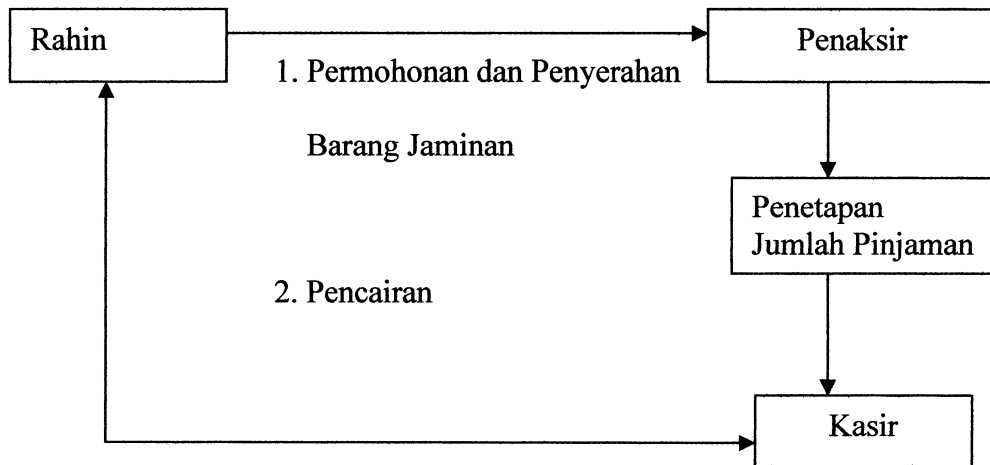 Rahin
Penaksir
1. Permohonan dan Penyerahan
Barang Jaminan
Penetapan
Jumlah Pinjaman
2. Pencairan
Kasir